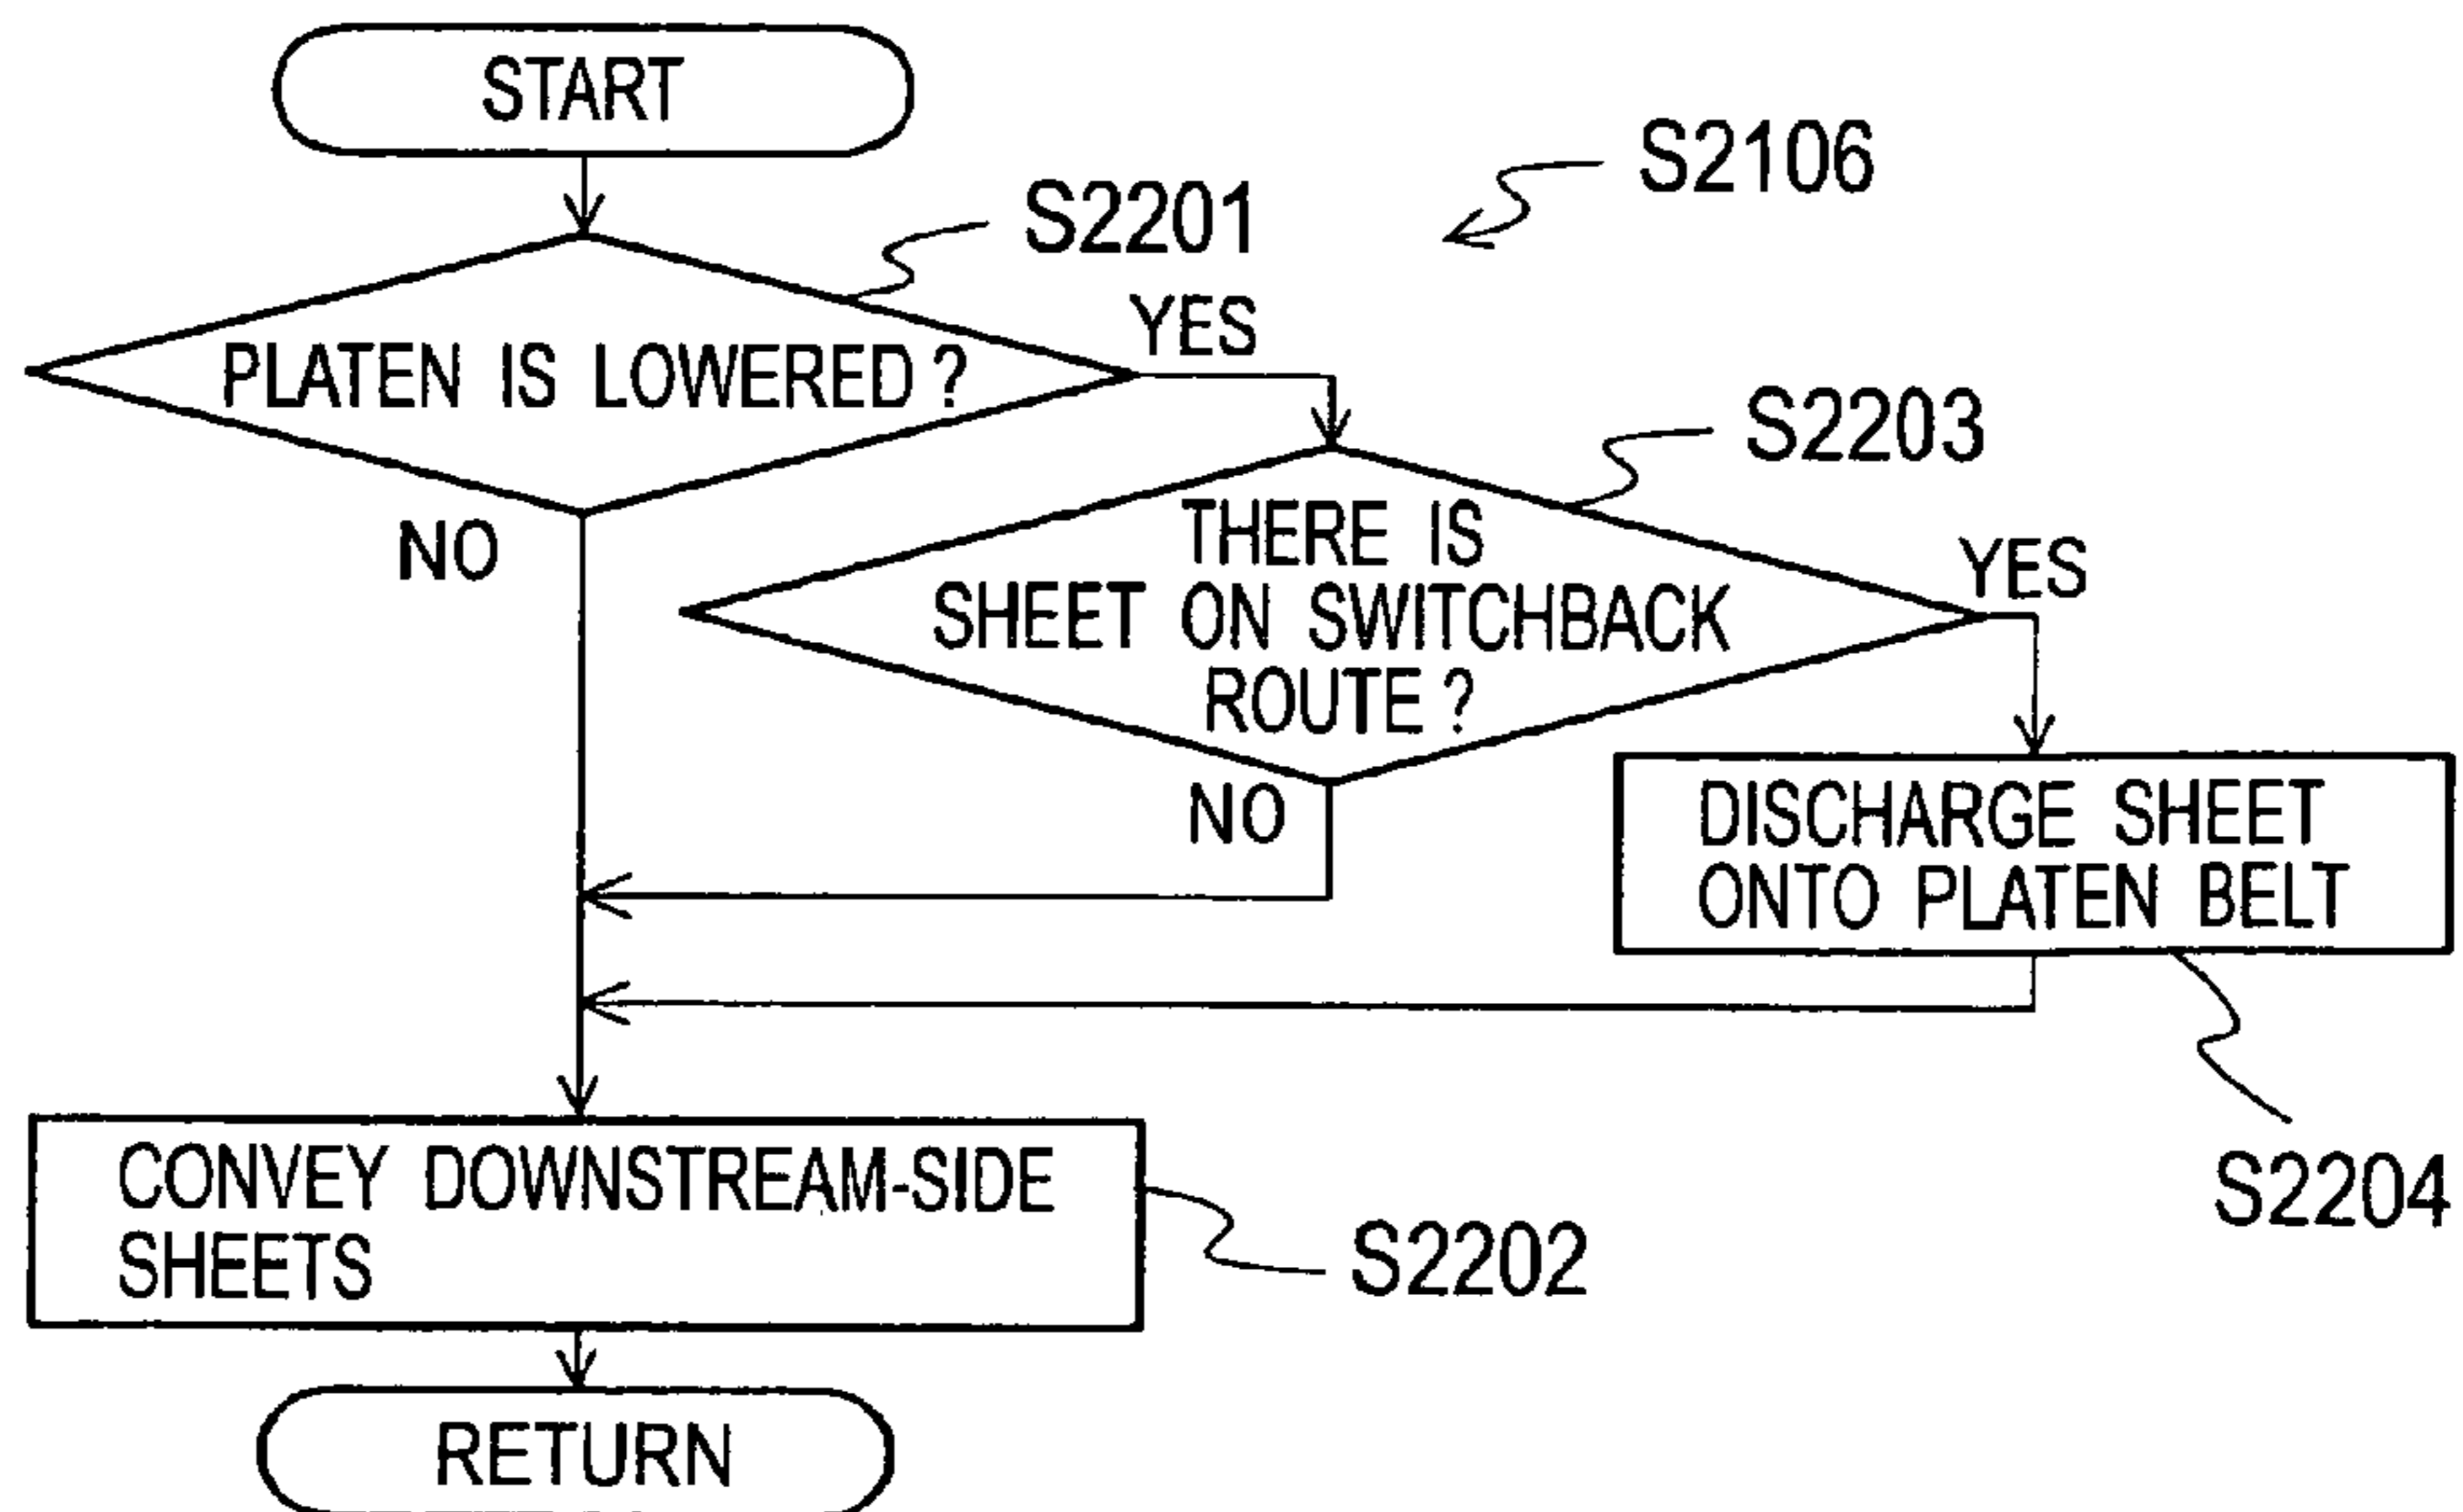 START
S2106
S2201
YES
PLATEN IS LOWERED ?
S2203
NO
THERE IS
SHEET ON SWITCHBACK
ROUTE ?
YES
NO
DISCHARGE SHEET
ONTO PLATEN BELT
S2204
CONVEY DOWNSTREAM-SIDE
SHEETS
S2202
RETURN